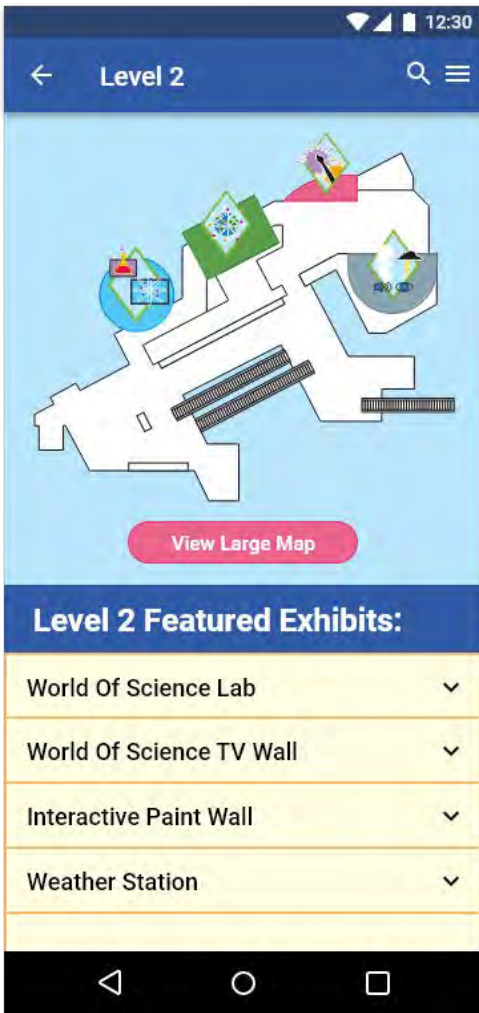 12:30
Level 2
View Large Map
Level 2 Featured Exhibits:
World Of Science Lab
World Of Science TV Wall
Interactive Paint Wall
Weather Station